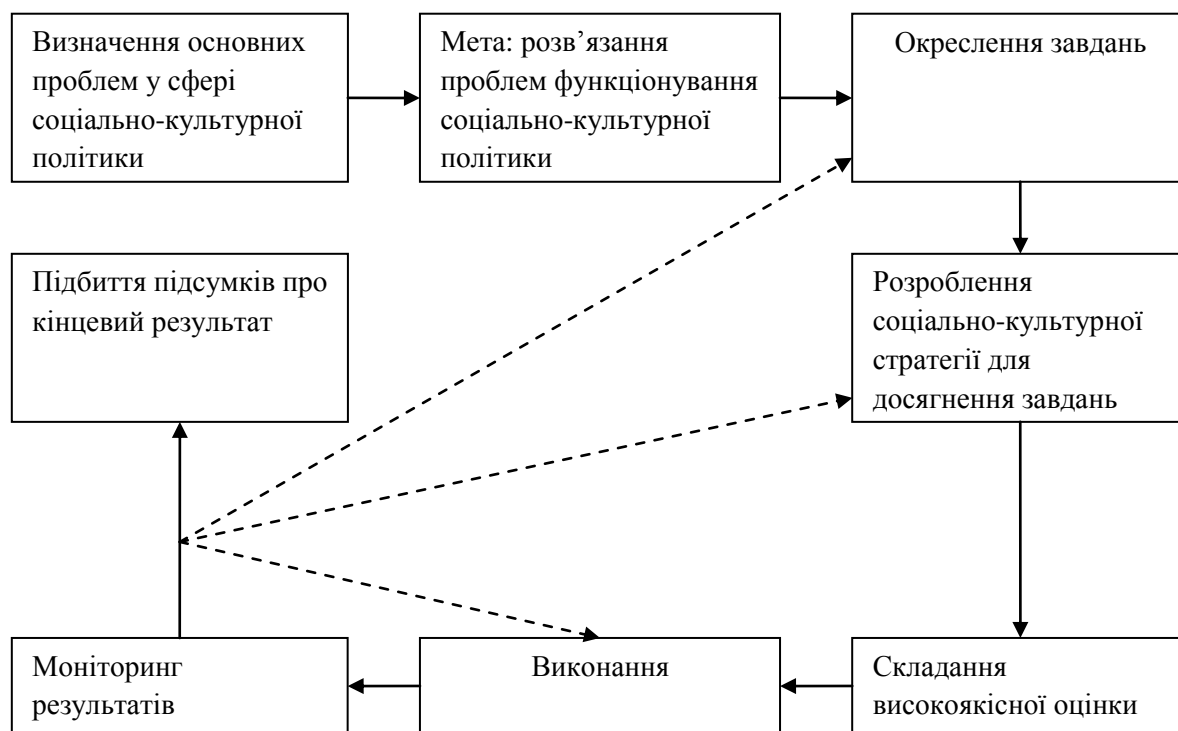 Визначення основних
проблем у сфері
соціально-культурної
політики
Мета: розв’язання
проблем функціонування
соціально-культурної
політики
Окреслення завдань
Підбиття підсумків про
кінцевий результат
Розроблення
соціально-культурної
стратегії для
досягнення завдань
Моніторинг
результатів
Виконання
Складання
високоякісної оцінки